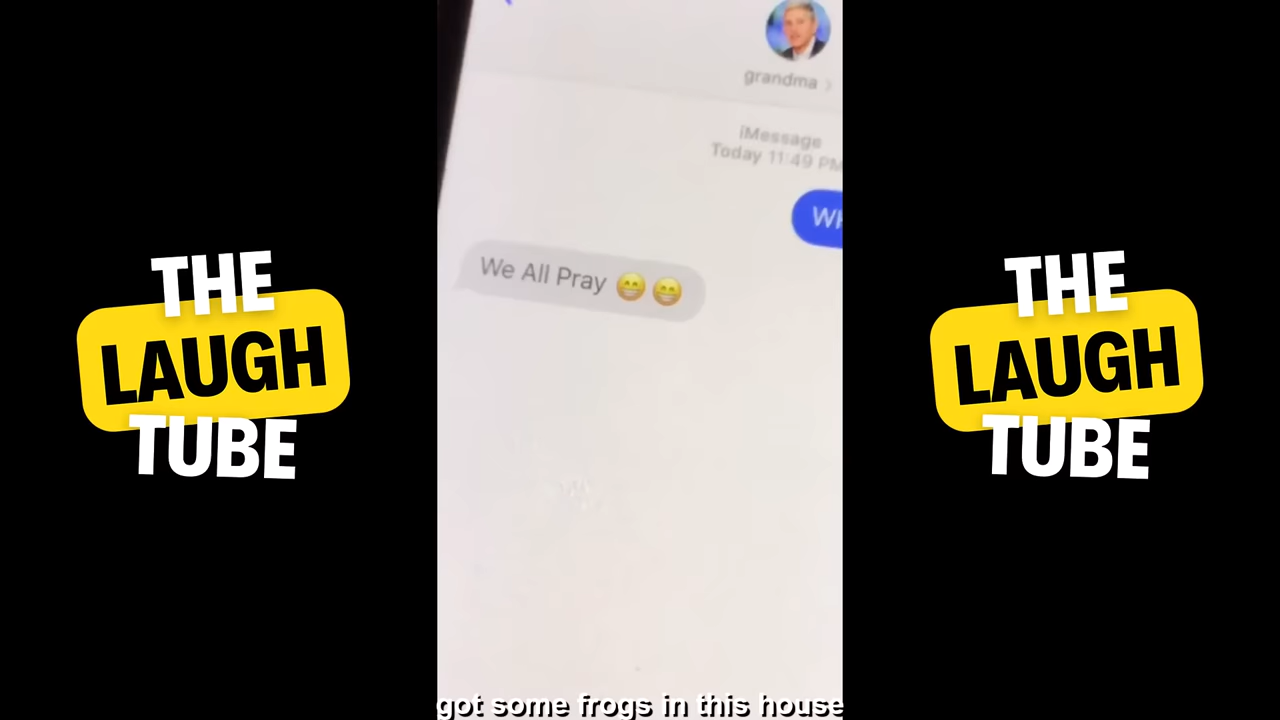 THE
LAUGH
TUBE
grandma
iMessage
Today 11:49 PM
We All Pray 😁😁
got some frogs in this house
THE
LAUGH
TUBE